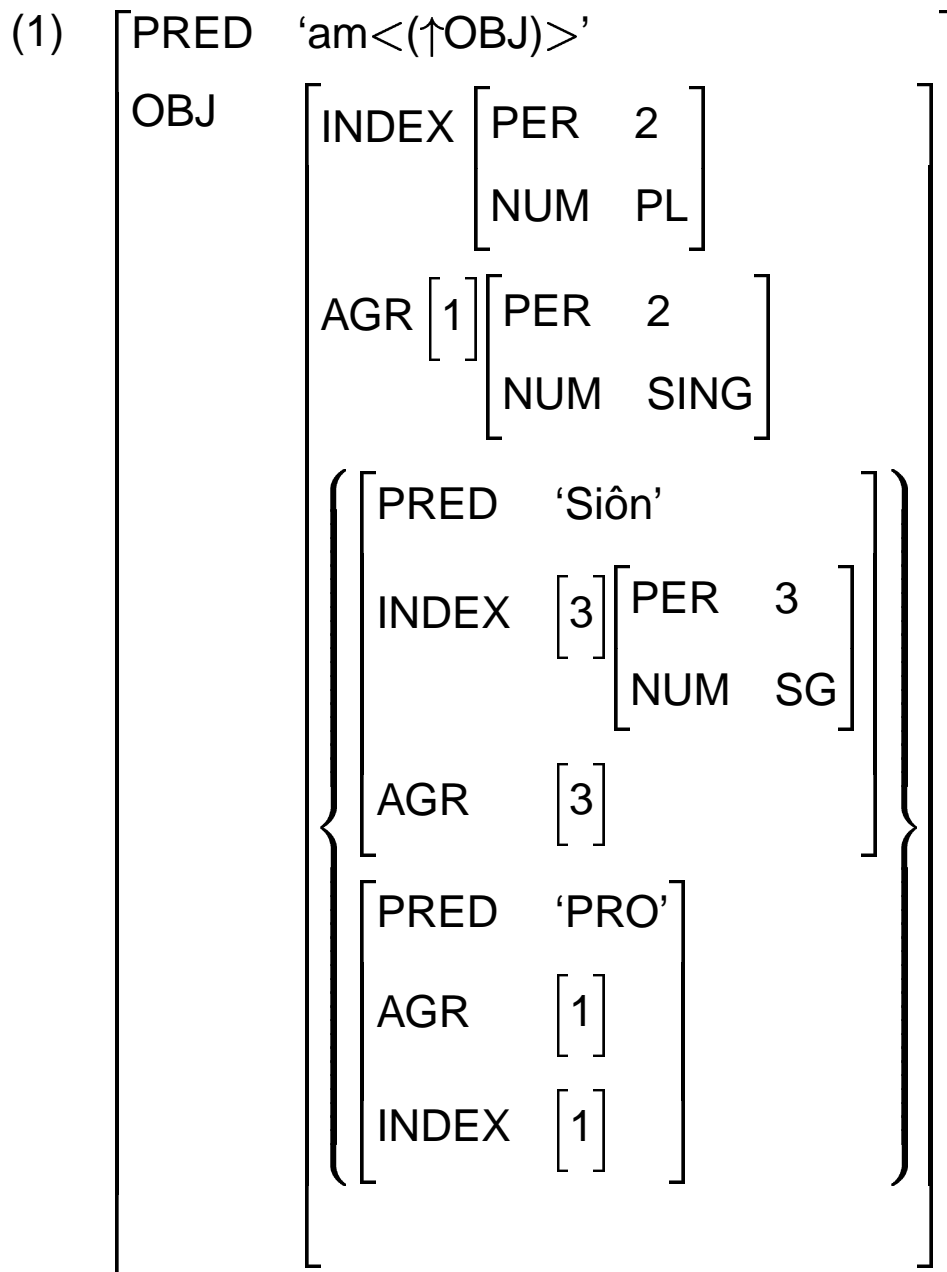 (1) PRED ‘am<(↑OBJ)>’
OBJ
INDEX PER 2
NUM PL
AGR [1] PER 2
NUM SING
PRED ‘Siôn’
INDEX [3] PER 3
NUM SG
AGR [3]
PRED ‘PRO’
AGR [1]
INDEX [1]